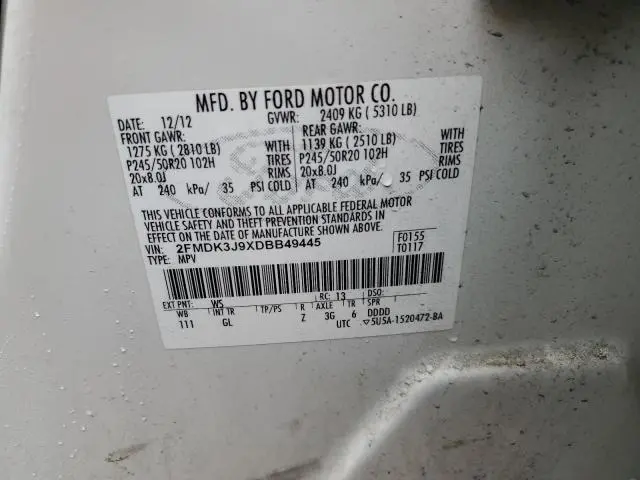 MFD. BY FORD MOTOR CO.
DATE: 12/12 GVWR: 2409 KG ( 5310 LB)
FRONT GAWR: REAR GAWR:
1275 KG ( 2810 LB) WITH 1139 KG ( 2510 LB) WITH
P245/50R20 102H TIRES P245/50R20 102H TIRES
20x8.0J RIMS 20x8.0J RIMS
AT 240 kPa/ 35 PSI COLD AT 240 kPa/ 35 PSI COLD
THIS VEHICLE CONFORMS TO ALL APPLICABLE FEDERAL MOTOR
VEHICLE SAFETY AND THEFT PREVENTION STANDARDS IN
EFFECT ON THE DATE OF MANUFACTURE SHOWN ABOVE.
VIN: 2FMDK3J9XDBB49445 F0155
TYPE: MPV T0117
EXT PNT: WS RC: 13 DSO:
WB INT TR TP/PS R AXLE TR SPR
111 GL Z 3G 6 DDDD
UTC ▽5U5A-1520472-BA